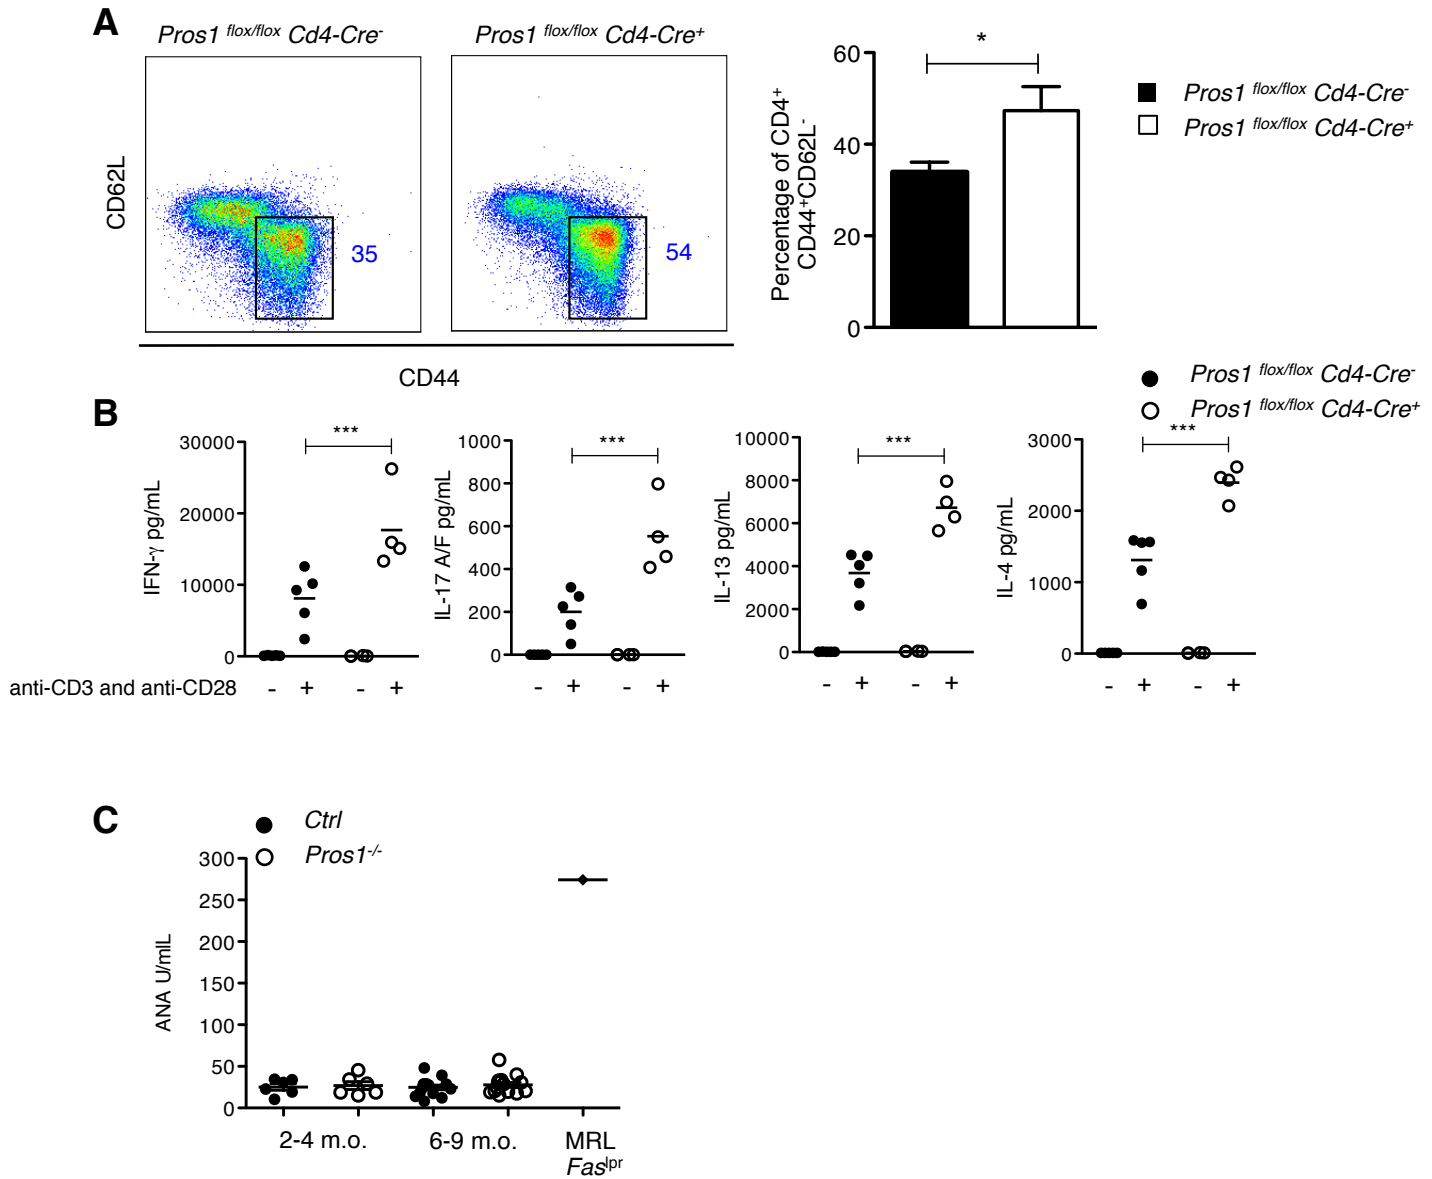 A
Pros1 flox/flox Cd4-Cre-
Pros1 flox/flox Cd4-Cre+
CD62L
35
54
CD44
Percentage of CD4+
CD44+CD62L-
60
40
20
0
*
Pros1 flox/flox Cd4-Cre-
Pros1 flox/flox Cd4-Cre+
B
Pros1 flox/flox Cd4-Cre-
Pros1 flox/flox Cd4-Cre+
IFN-γ pg/mL
30000
20000
10000
0
***
IL-17 A/F pg/mL
1000
800
600
400
200
0
***
IL-13 pg/mL
10000
8000
6000
4000
2000
0
***
IL-4 pg/mL
3000
2000
1000
0
***
anti-CD3 and anti-CD28 - + - + - + - + - + - + - + - +
C
Ctrl
Pros1-/-
ANA U/mlL
300
250
200
150
100
50
0
2-4 m.o. 6-9 m.o. MRL
Faslpr